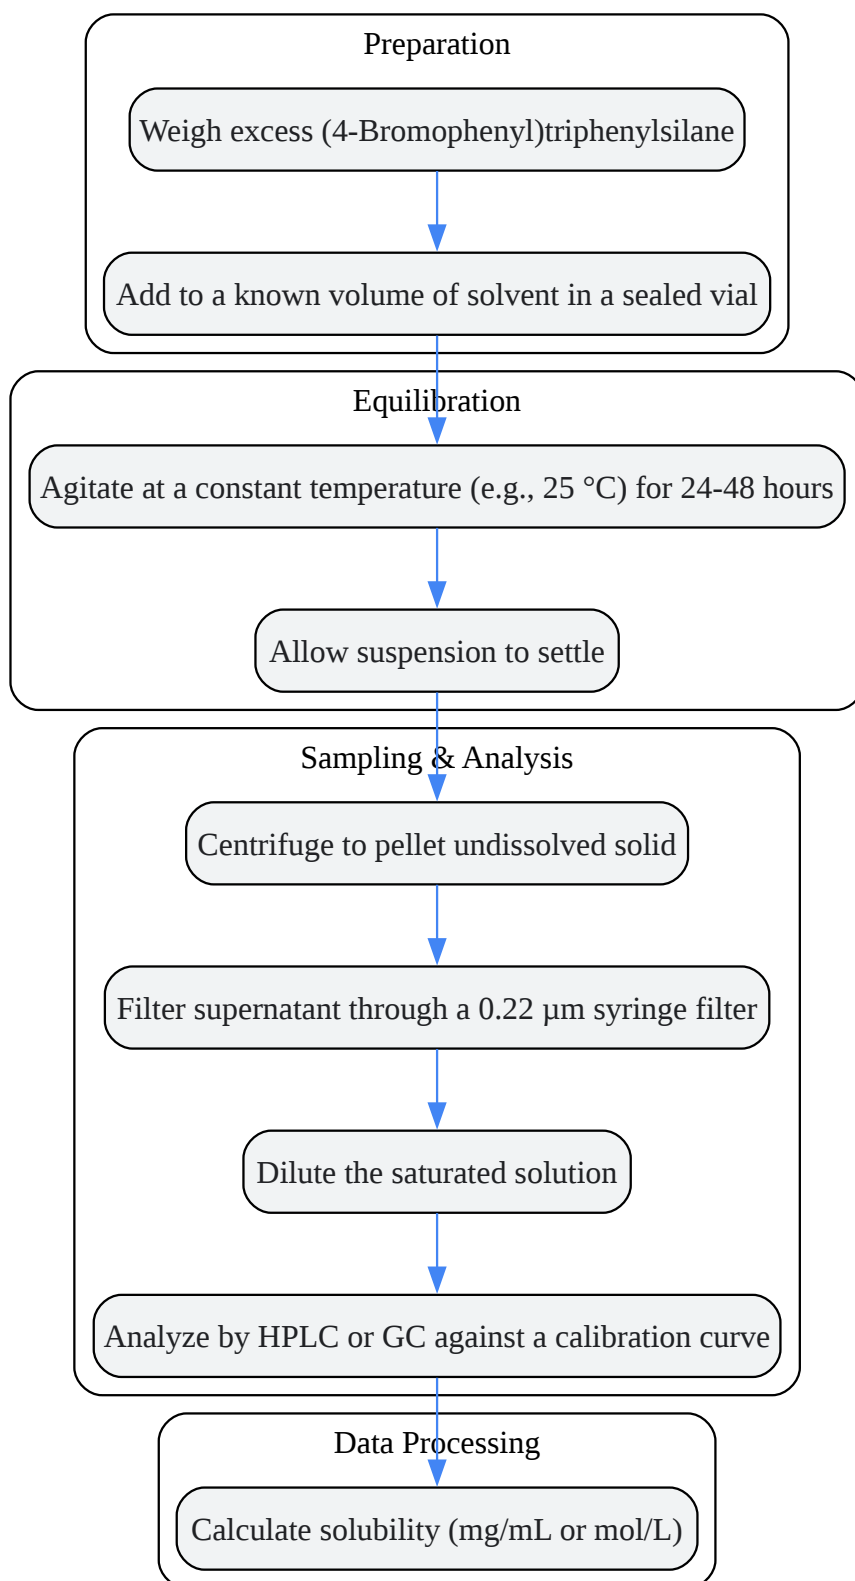 Preparation
Weigh excess (4-Bromophenyl)triphenylsilane
Add to a known volume of solvent in a sealed vial
Equilibration
Agitate at a constant temperature (e.g., 25 °C) for 24-48 hours
Allow suspension to settle
Sampling & Analysis
Centrifuge to pellet undissolved solid
Filter supernatant through a 0.22 µm syringe filter
Dilute the saturated solution
Analyze by HPLC or GC against a calibration curve
Data Processing
Calculate solubility (mg/mL or mol/L)